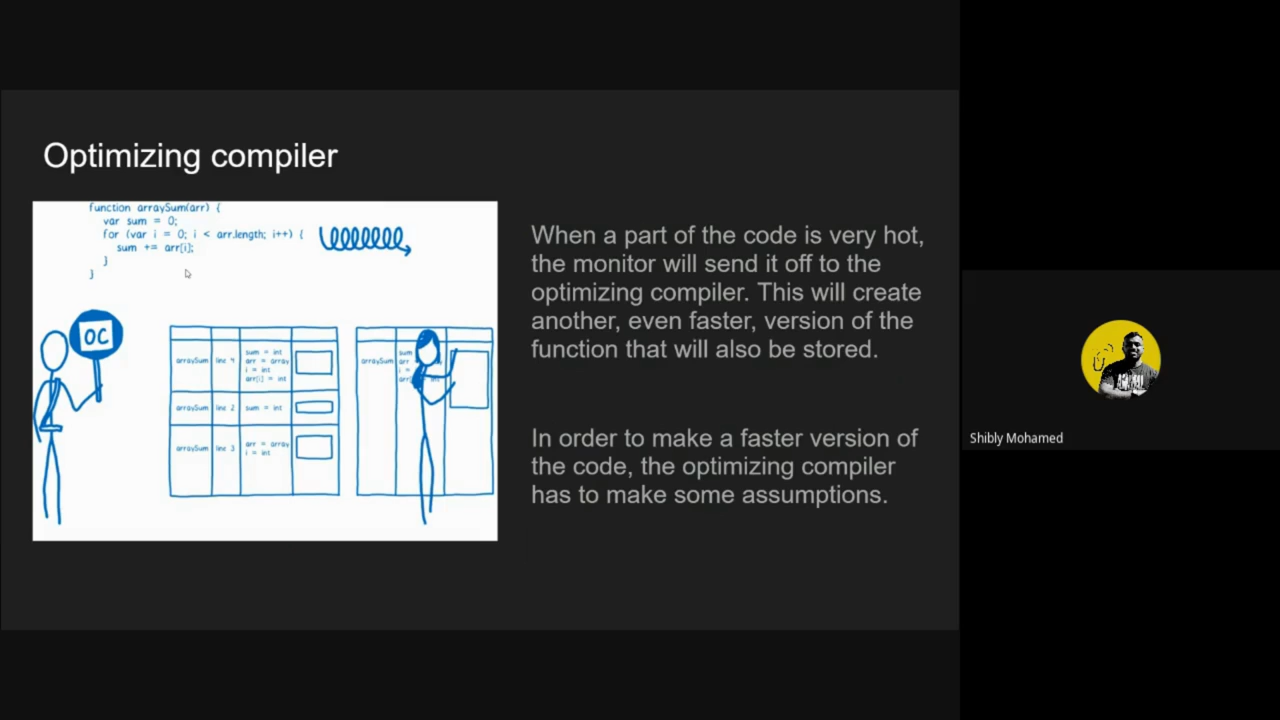 Optimizing compiler
function arraySum(arr) {
var sum = 0;
for (var i = 0; i < arr.length; i++) {
sum += arr[i];
}
}
OC
arraySum line 4 sum = int
arr = array
i = int
arr[i] = int
arraySum line 2 sum = int
arraySum line 3 arr = array
i = int
arraySum sum
arr
i =
When a part of the code is very hot,
the monitor will send it off to the
optimizing compiler. This will create
another, even faster, version of the
function that will also be stored.
In order to make a faster version of
the code, the optimizing compiler
has to make some assumptions.
Shibly Mohamed